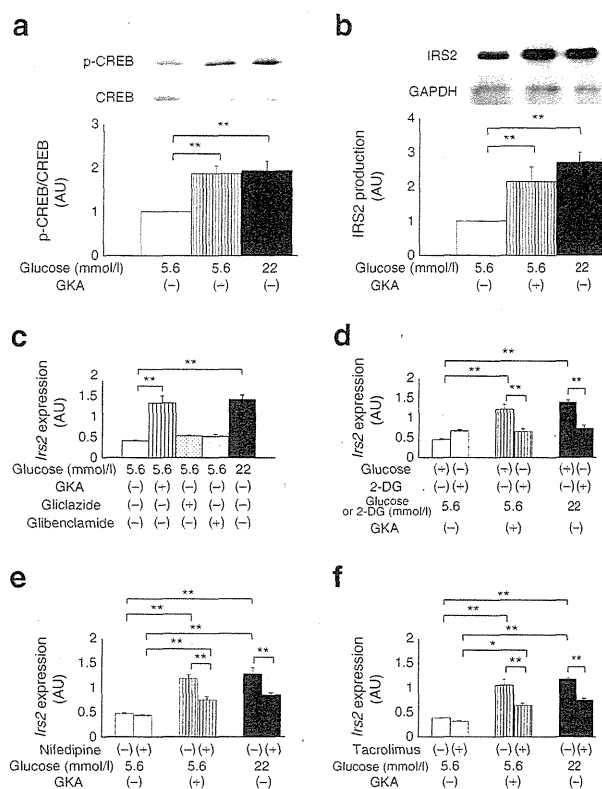 a
p-CREB
CREB
3
2
1
0
p-CREB/CREB
(AU)
**
**
Glucose (mmol/l) 5.6 5.6 22
GKA (−) (+) (−)
b
IRS2
GAPDH
4
3
2
1
0
IRS2 production
(AU)
**
**
Glucose (mmol/l) 5.6 5.6 22
GKA (−) (+) (−)
c
2
1.5
1
0.5
0
Irs2 expression
(AU)
**
**
Glucose (mmol/l) 5.6 5.6 5.6 5.6 22
GKA (−) (+) (−) (−) (−)
Gliclazide (−) (−) (+) (−) (−)
Glibenclamide (−) (−) (−) (+) (−)
d
2
1.5
1
0.5
0
Irs2 expression
(AU)
**
**
** **
Glucose (+)(−) (+)(−) (+)(−)
2-DG (−)(+) (−)(+) (−)(+)
Glucose
or 2-DG (mmol/l) 5.6 5.6 22
GKA (−) (+) (−)
e
2
1.5
1
0.5
0
Irs2 expression
(AU)
**
**
**
**
** **
Nifedipine (−)(+) (−)(+) (−)(+)
Glucose (mmol/l) 5.6 5.6 22
GKA (−) (+) (−)
f
2
1.5
1
0.5
0
Irs2 expression
(AU)
**
**
**
*
** **
Tacrolimus (−)(+) (−)(+) (−)(+)
Glucose (mmol/l) 5.6 5.6 22
GKA (−) (+) (−)